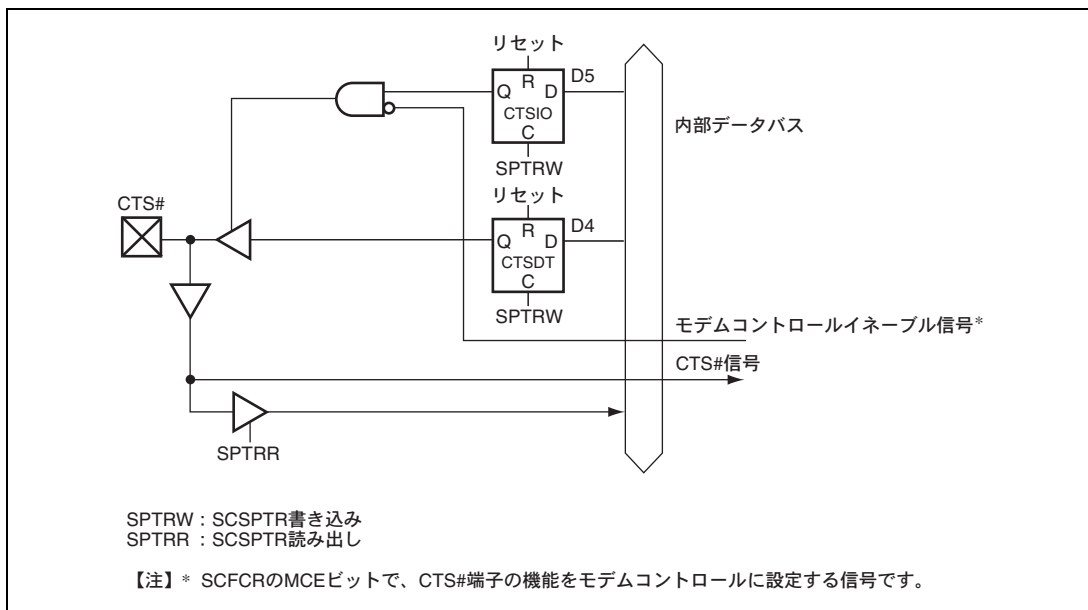 リセット
Q R D D5
CTSIO
C
内部データバス
SPTRW
リセット
CTS#
Q R D D4
CTSDT
C
SPTRW
モデムコントロールイネーブル信号*
CTS#信号
SPTRR
SPTRW：SCSPTR書き込み
SPTRR：SCSPTR読み出し
【注】* SCFCRのMCEビットで、CTS#端子の機能をモデムコントロールに設定する信号です。